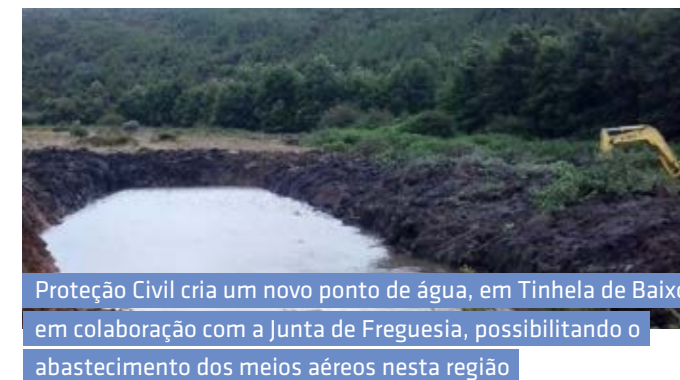 Proteção Civil cria um novo ponto de água, em Tinhela de Baixo
em colaboração com a Junta de Freguesia, possibilitando o
abastecimento dos meios aéreos nesta região